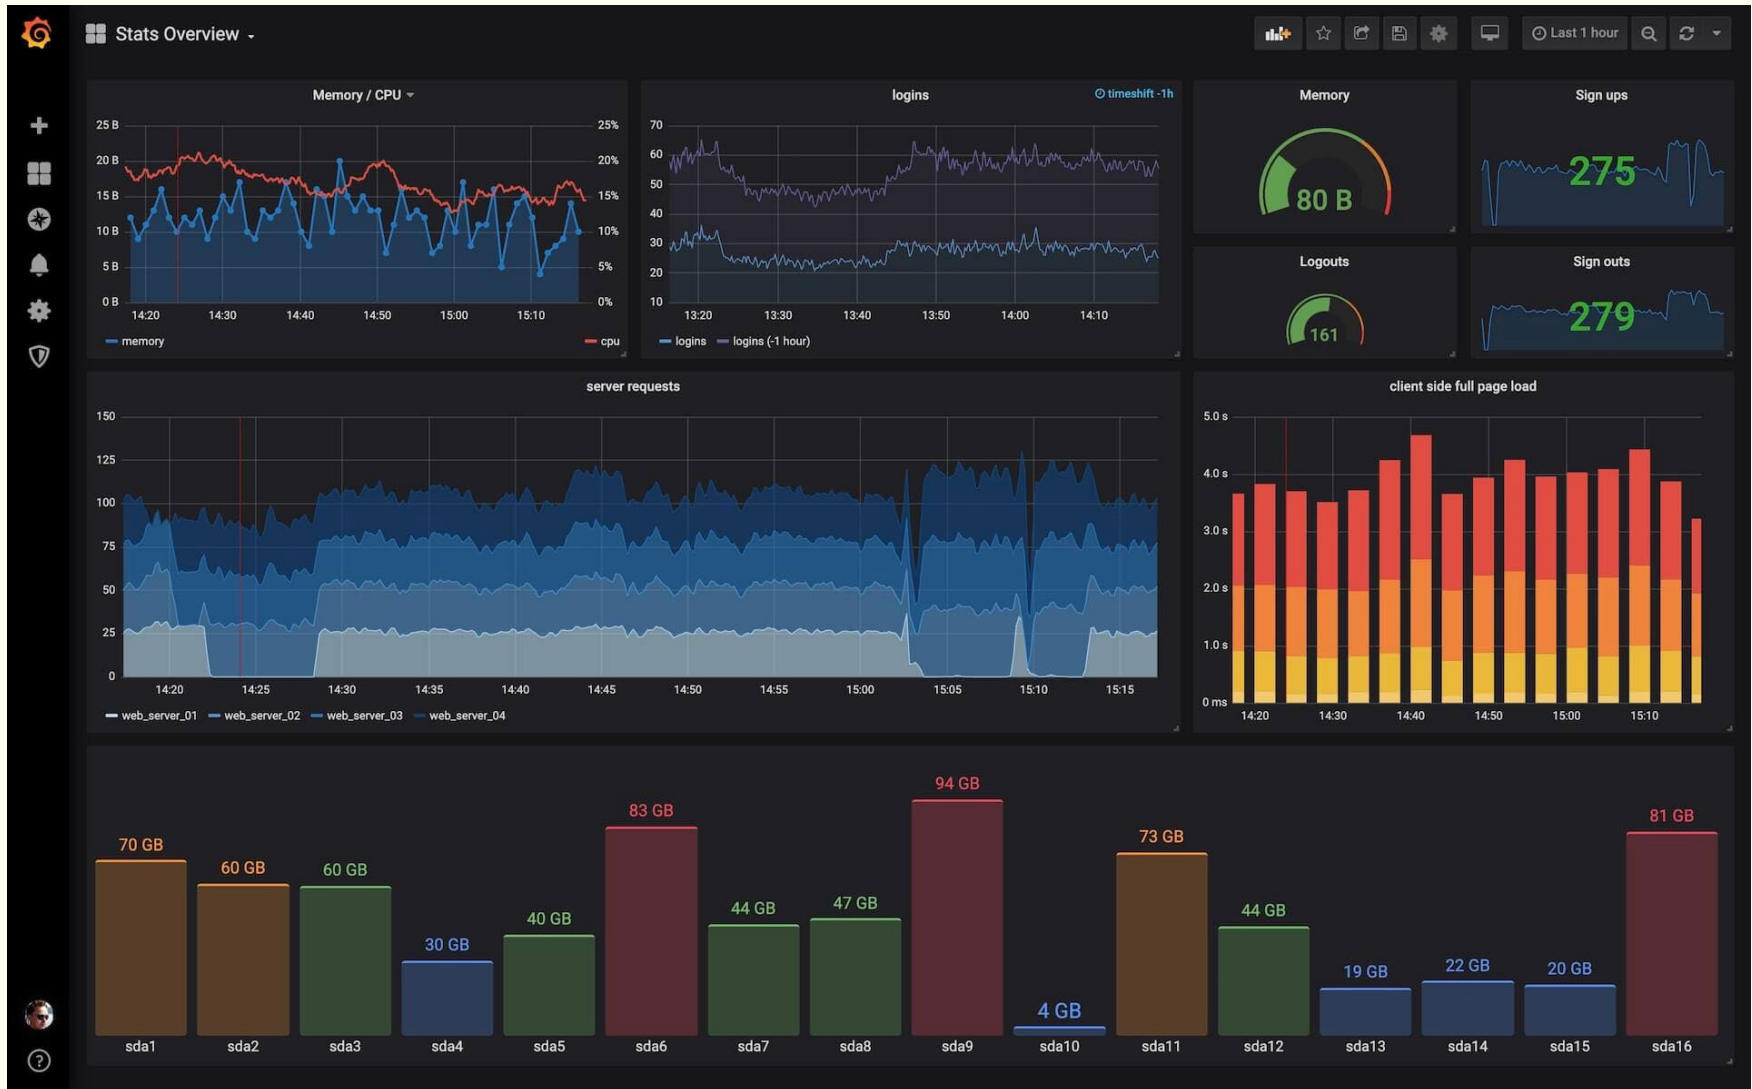 Stats Overview
Last 1 hour
Memory / CPU
25 B
20 B
15 B
10 B
5 B
0 B
25%
20%
15%
10%
5%
0%
14:20 14:30 14:40 14:50 15:00 15:10
memory
cpu
logins
timeshift -1h
70
60
50
40
30
20
10
13:20 13:30 13:40 13:50 14:00 14:10
logins logins (-1 hour)
Memory
80 B
Sign ups
275
Logouts
161
Sign outs
279
server requests
150
125
100
75
50
25
0
14:20 14:25 14:30 14:35 14:40 14:45 14:50 14:55 15:00 15:05 15:10 15:15
web_server_01 web_server_02 web_server_03 web_server_04
client side full page load
5.0 s
4.0 s
3.0 s
2.0 s
1.0 s
0 ms
14:20 14:30 14:40 14:50 15:00 15:10
70 GB 60 GB 60 GB 30 GB 40 GB 83 GB 44 GB 47 GB 94 GB 4 GB 73 GB 44 GB 19 GB 22 GB 20 GB 81 GB
sda1 sda2 sda3 sda4 sda5 sda6 sda7 sda8 sda9 sda10 sda11 sda12 sda13 sda14 sda15 sda16